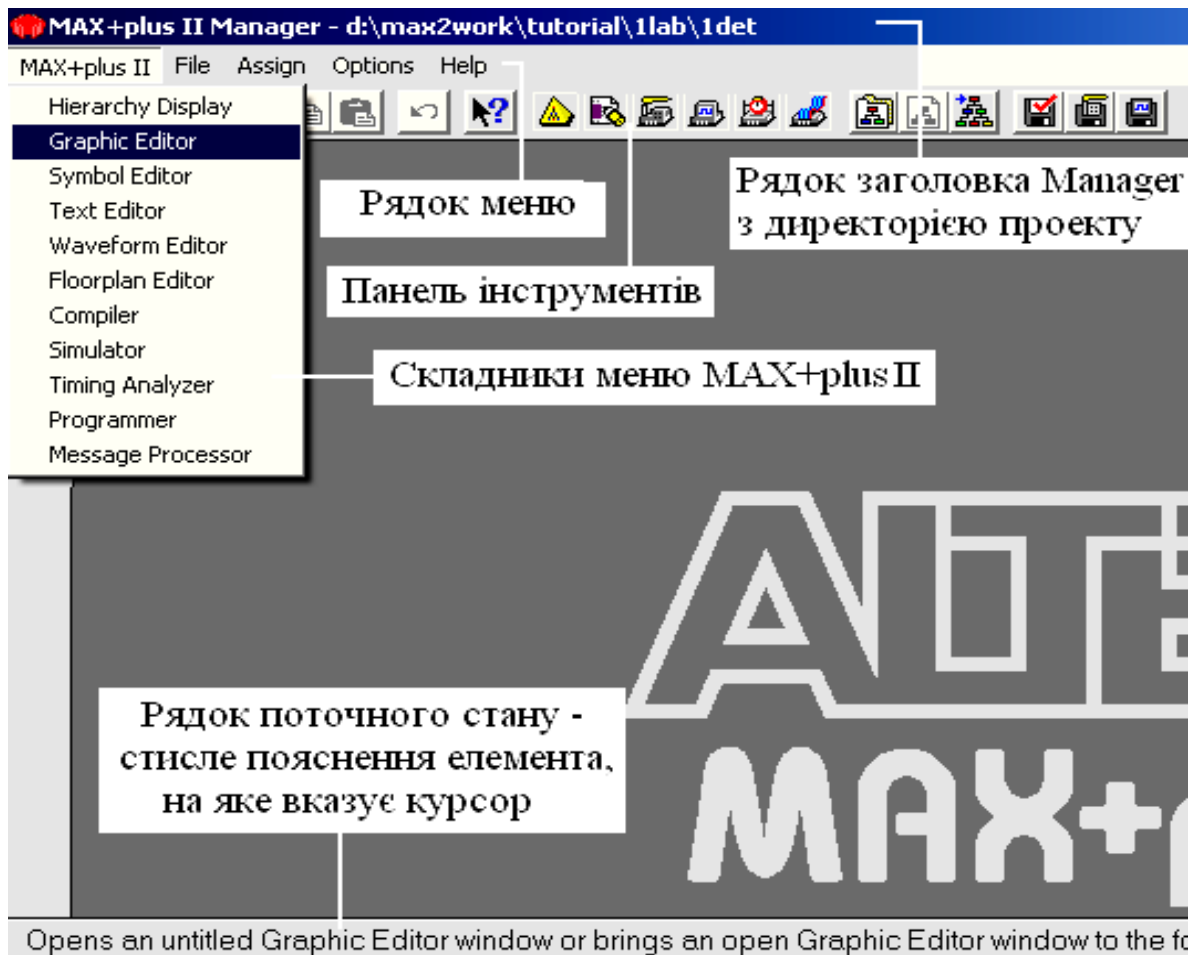 MAX+plus II Manager - d:\max2work\tutorial\1lab\1det
MAX+plus II File Assign Options Help
Hierarchy Display
Graphic Editor
Symbol Editor
Text Editor
Waveform Editor
Floorplan Editor
Compiler
Simulator
Timing Analyzer
Programmer
Message Processor
Рядок меню
Рядок заголовка Manager
з директорією проекту
Панель інструментів
Складники меню MAX+plus II
Рядок поточного стану -
стисле пояснення елемента,
на яке вказує курсор
MAX+
Opens an untitled Graphic Editor window or brings an open Graphic Editor window to the